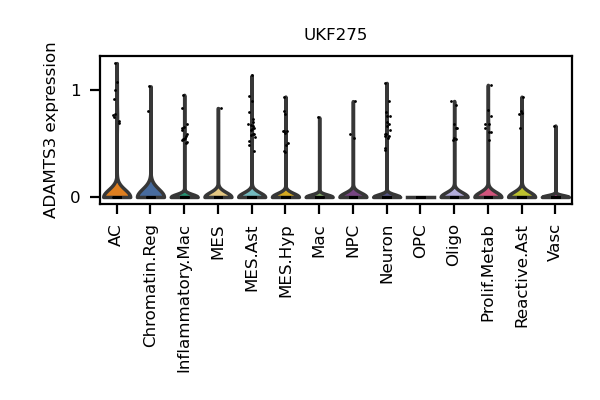 UKF275
ADAMTS3 expression
1
0
AC
Chromatin.Reg
Inflammatory.Mac
MES
MES.Ast
MES.Hyp
Mac
NPC
Neuron
OPC
Oligo
Prolif.Metab
Reactive.Ast
Vasc